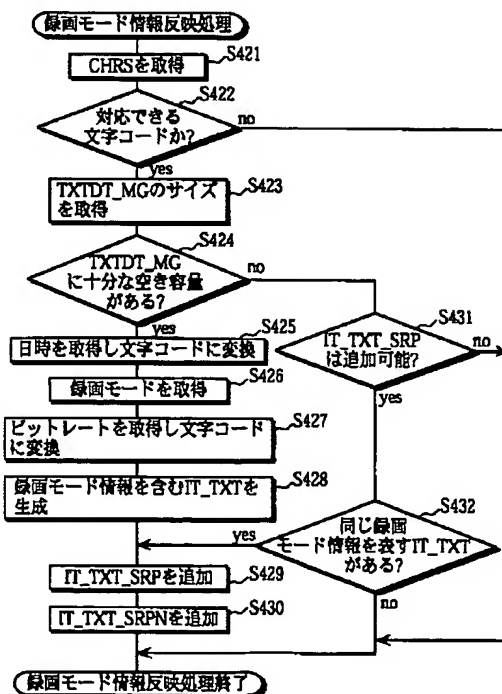 録画モード情報反映処理
S421
CHRSを取得
S422
対応できる
文字コードか?
no
yes
S423
TXTDT_MGのサイズ
を取得
S424
TXTDT_MG
に十分な空き容量
がある?
no
yes
S425
日時を取得し文字コードに変換
S431
IT_TXT_SRP
は追加可能?
no
yes
S426
録画モードを取得
S427
ビットレートを取得し文字コード
に変換
S428
録画モード情報を含むIT_TXTを
生成
S432
同じ録画
モード情報を表すIT_TXT
がある?
yes
no
S429
IT_TXT_SRPを追加
S430
IT_TXT_SRPNを追加
録画モード情報反映処理終了